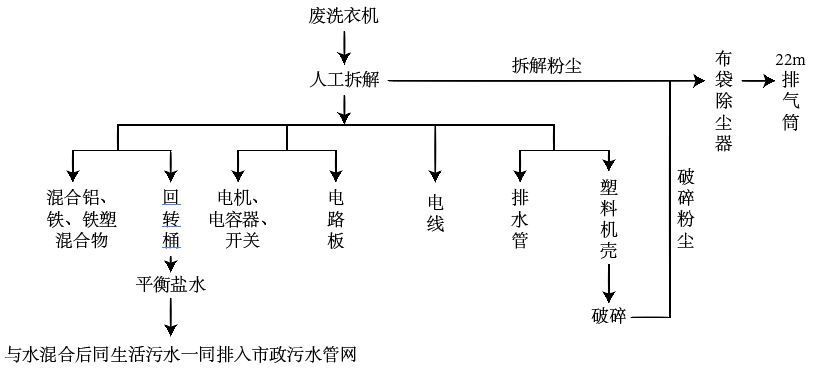 废洗衣机
人工拆解
拆解粉尘
布袋除尘器
22m
排气筒
混合铝、
铁、铁塑
混合物
回转桶
电机、
电容器、
开关
电路板
电线
排水管
塑料机壳
破碎粉尘
平衡盐水
破碎
与水混合后同生活污水一同排入市政污水管网